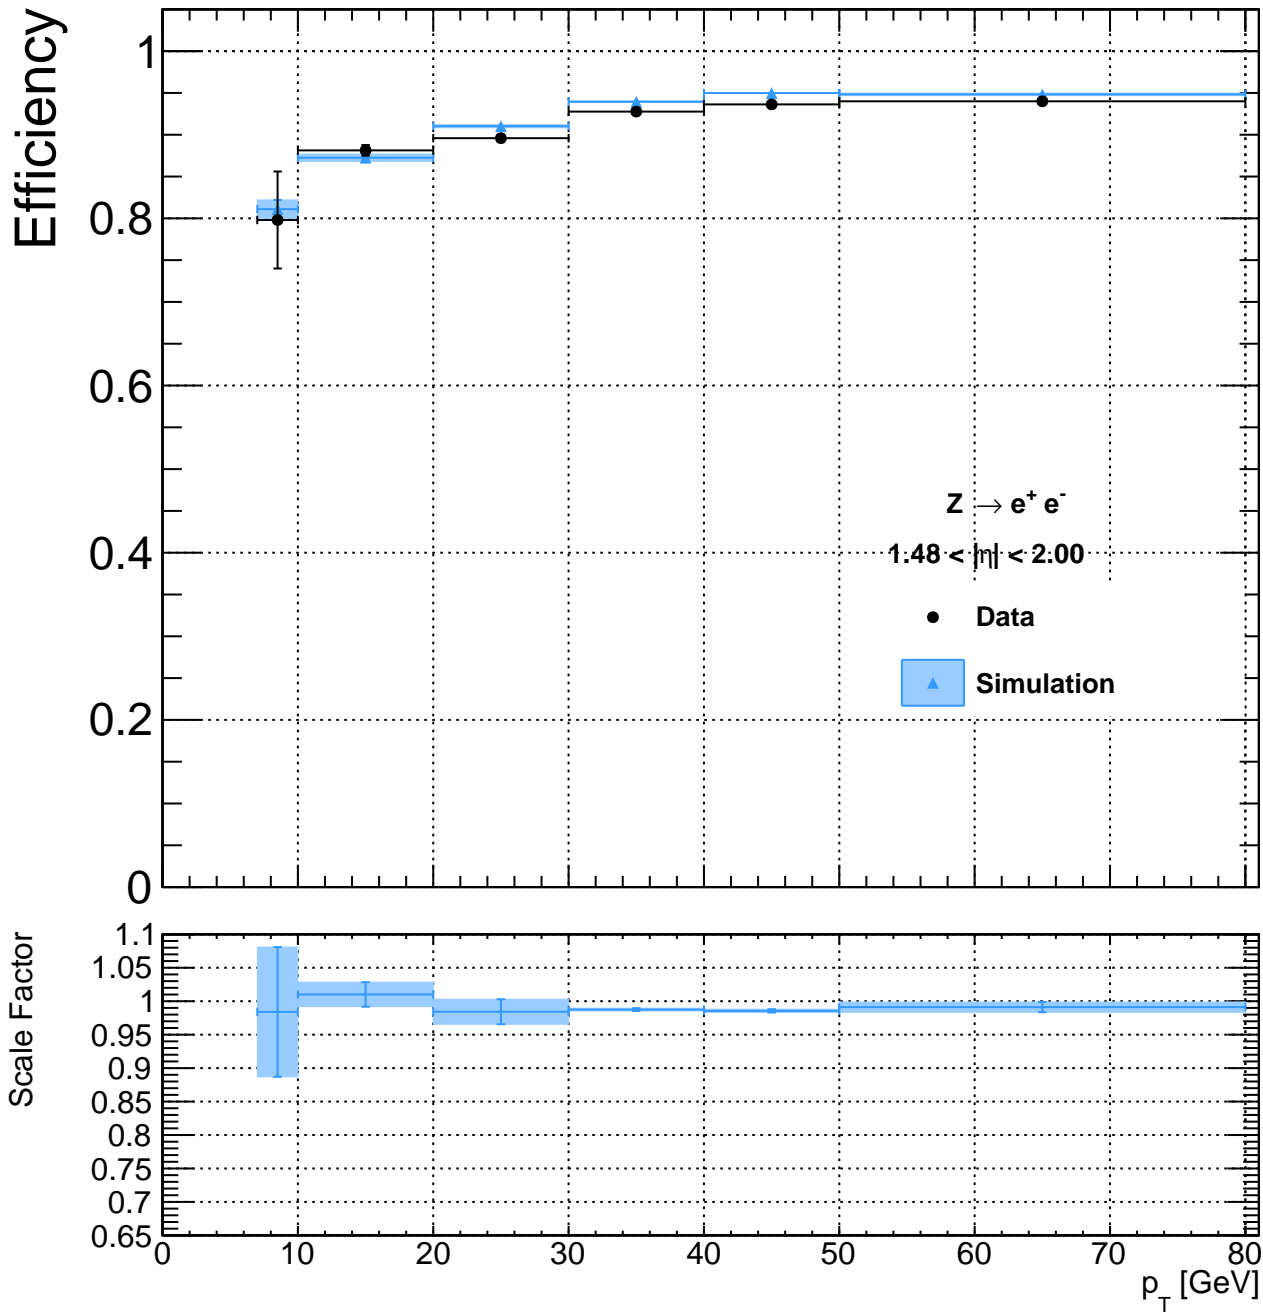 Efficiency
1
0.8
0.6
0.4
0.2
0
Z → e⁺ e⁻
1.48 < |η| < 2.00
Data
Simulation
Scale Factor
1.1
1.05
1
0.95
0.9
0.85
0.8
0.75
0.7
0.65
0 10 20 30 40 50 60 70 80
p_T [GeV]